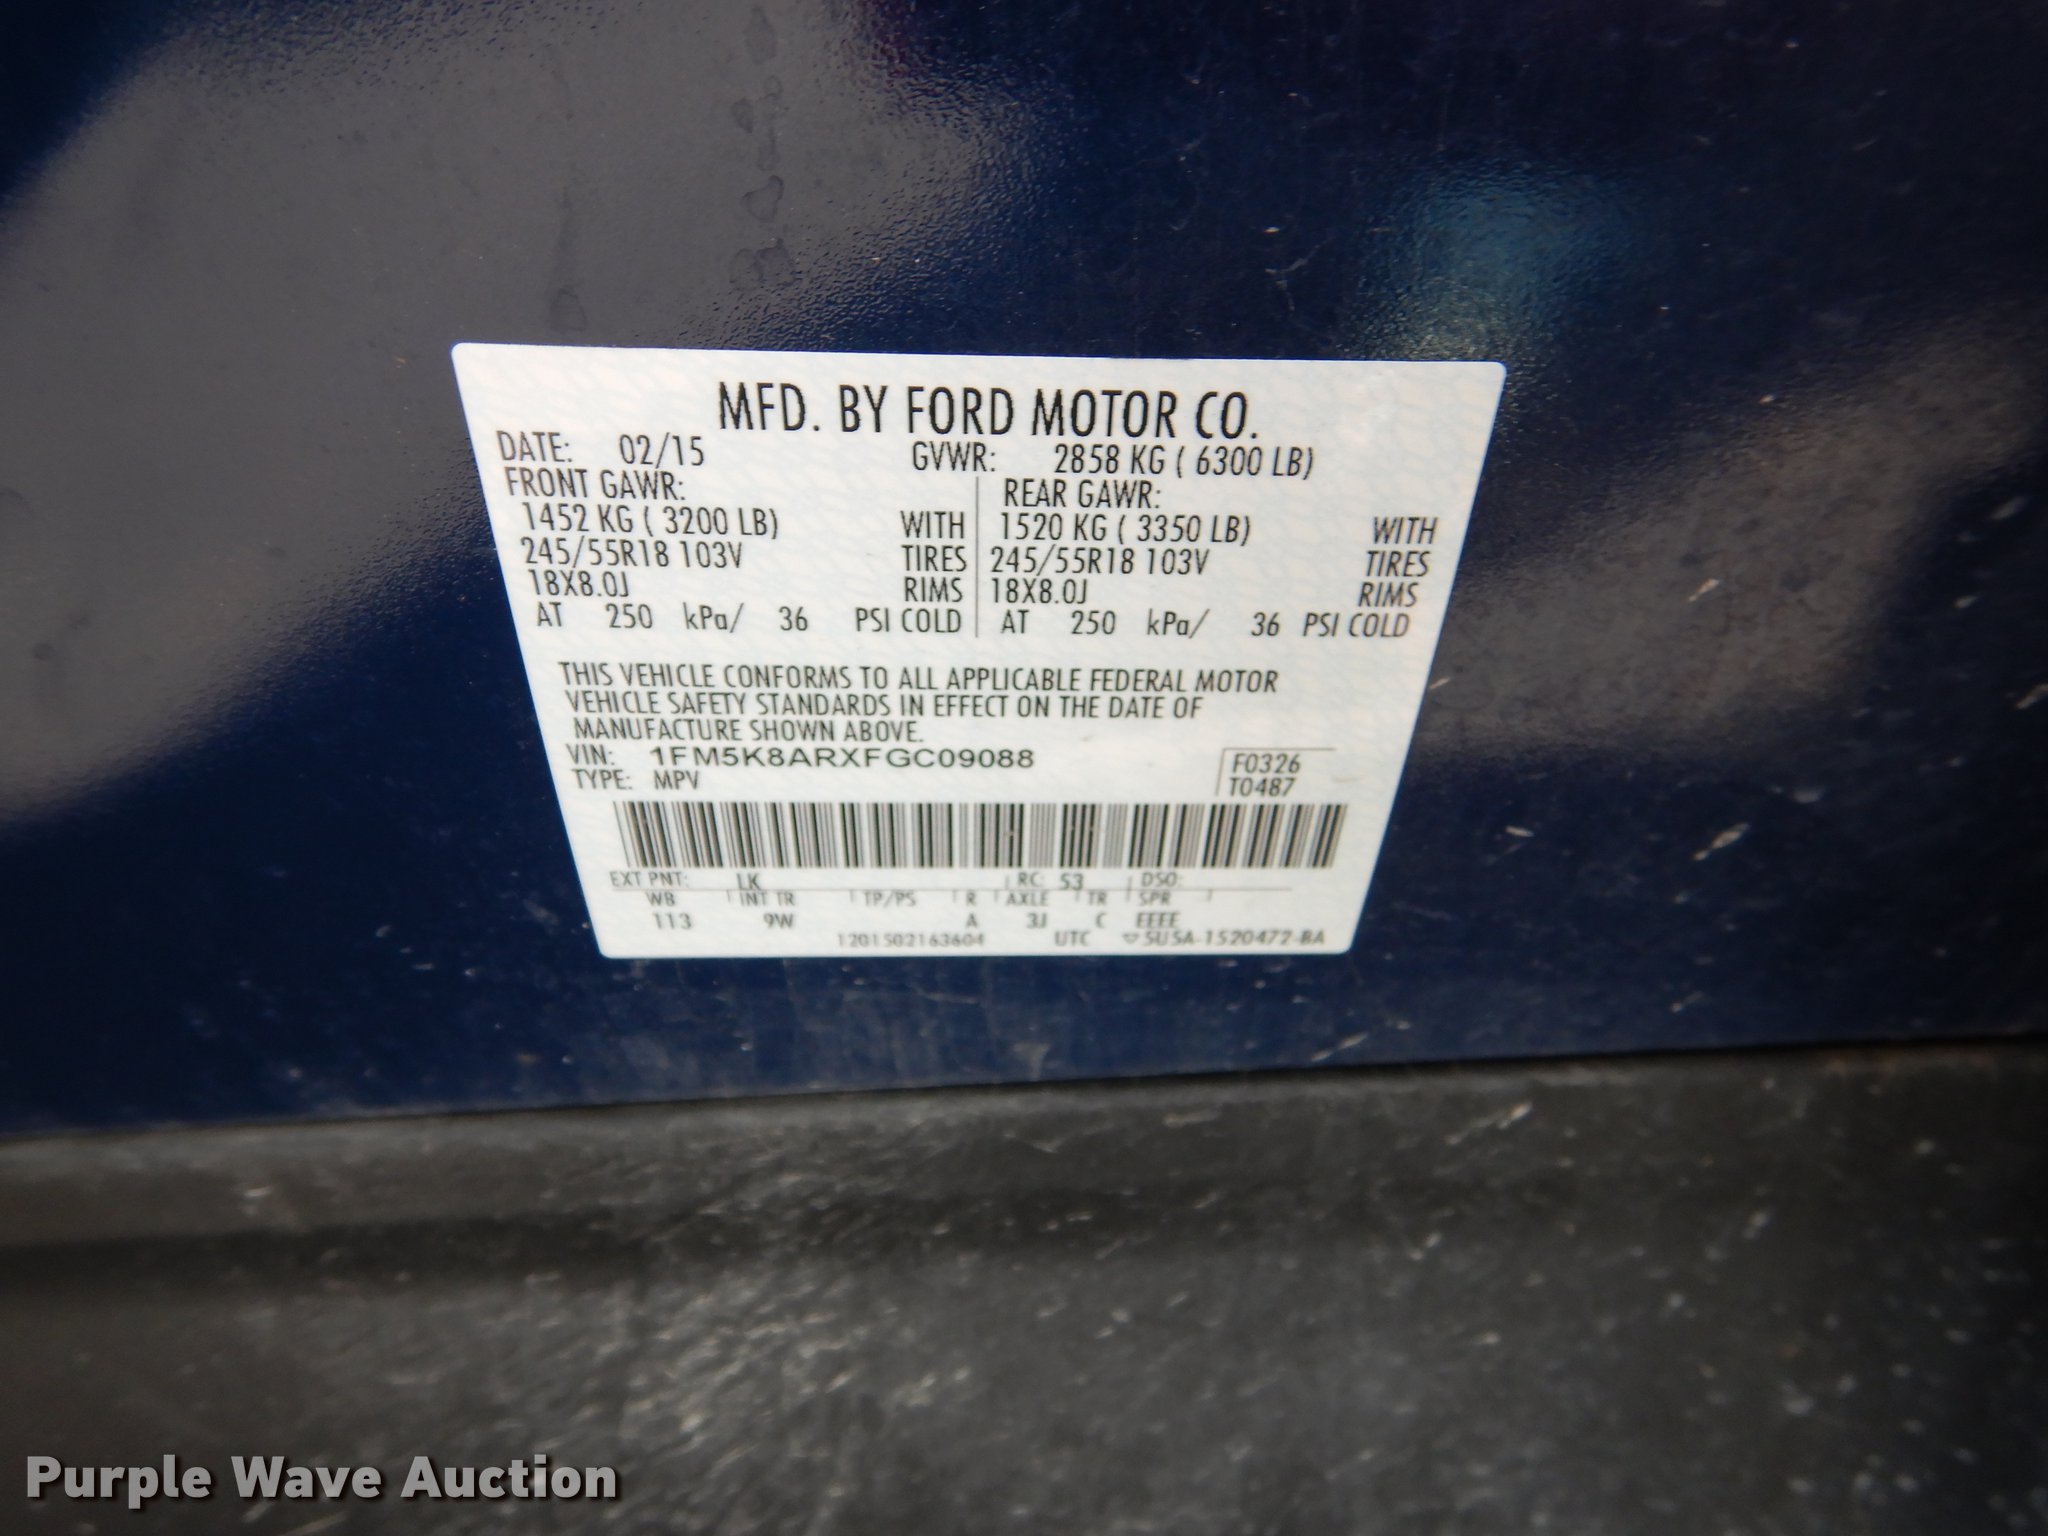 MFD. BY FORD MOTOR CO.
DATE: 02/15 GVWR: 2858 KG ( 6300 LB)
FRONT GAWR: REAR GAWR:
1452 KG ( 3200 LB) WITH 1520 KG ( 3350 LB) WITH
245/55R18 103V TIRES 245/55R18 103V TIRES
18X8.0J RIMS 18X8.0J RIMS
AT 250 kPa/ 36 PSI COLD AT 250 kPa/ 36 PSI COLD
THIS VEHICLE CONFORMS TO ALL APPLICABLE FEDERAL MOTOR
VEHICLE SAFETY STANDARDS IN EFFECT ON THE DATE OF
MANUFACTURE SHOWN ABOVE.
VIN: 1FM5K8ARXFGC09088 F0326
TYPE: MPV T0487
EXT PNT: LK RC: 53 DSO:
WB INT TR TP/PS R AXLE TR SPR
113 9W A 3J C EEEE
1201502163604 UTC 5U5A-1520472-BA
Purple Wave Auction